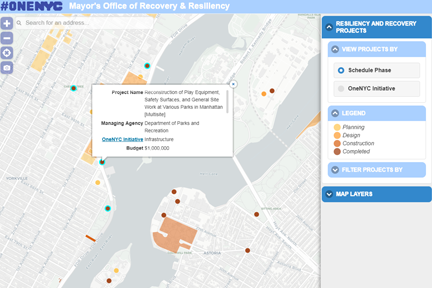 #ONENYC Mayor's Office of Recovery & Resiliency
Search for an address...
RESILIENCY AND RECOVERY
PROJECTS
VIEW PROJECTS BY
Schedule Phase
OneNYC Initiative
LEGEND
Planning
Design
Construction
Completed
FILTER PROJECTS BY
MAP LAYERS
Project Name Reconstruction of Play Equipment,
Safety Surfaces, and General Site
Work at Various Parks in Manhattan
[Multisite]
Managing Agency Department of Parks and
Recreation
OneNYC Initiative Infrastructure
Budget $1,000,000
ASTORIA